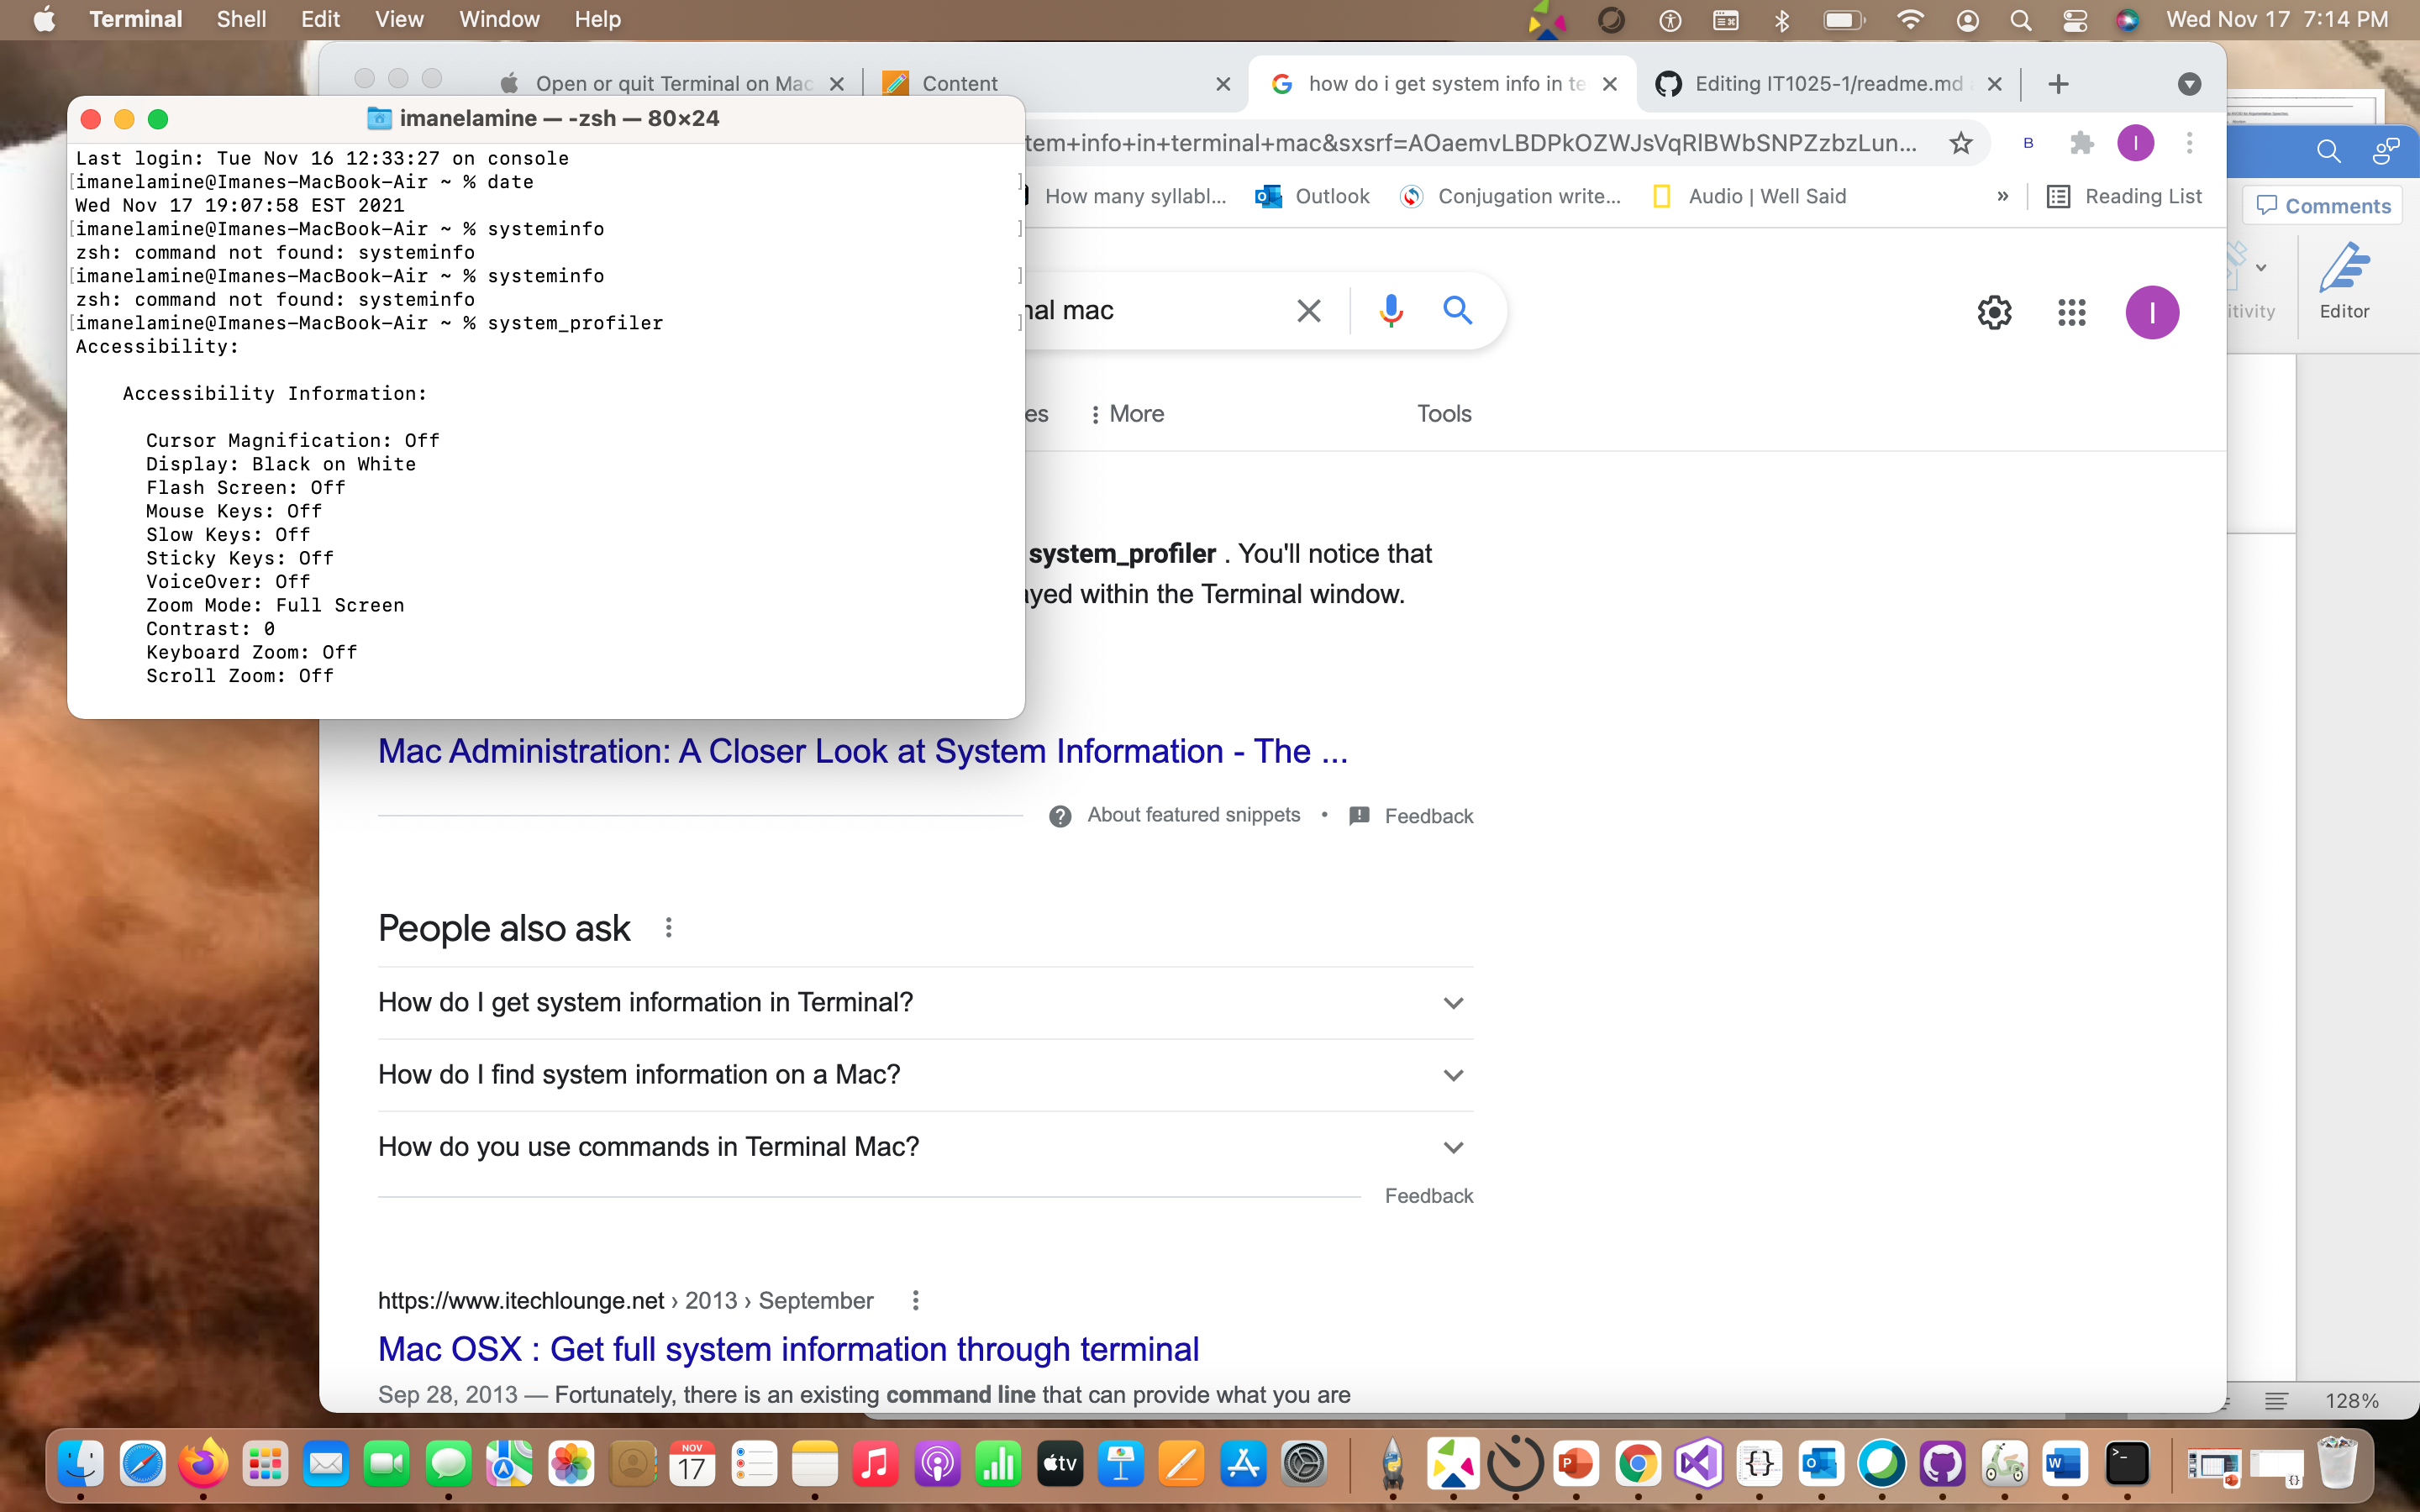 Terminal Shell Edit View Window Help Wed Nov 17 7:14 PM
Open or quit Terminal on Mac Content how do i get system info in te Editing IT1025-1/readme.md
imanelamine — -zsh — 80×24
tem+info+in+terminal+mac&sxsrf=AOaemvLBDPkOZWJsVqRlBWbSNPZzbzLun...
How many syllabl... Outlook Conjugation write... Audio | Well Said » Reading List
Last login: Tue Nov 16 12:33:27 on console
[imanelamine@Imanes-MacBook-Air ~ % date ]
Wed Nov 17 19:07:58 EST 2021
[imanelamine@Imanes-MacBook-Air ~ % systeminfo ]
zsh: command not found: systeminfo
[imanelamine@Imanes-MacBook-Air ~ % systeminfo ]
zsh: command not found: systeminfo
[imanelamine@Imanes-MacBook-Air ~ % system_profiler ]
Accessibility:
Accessibility Information:
Cursor Magnification: Off
Display: Black on White
Flash Screen: Off
Mouse Keys: Off
Slow Keys: Off
Sticky Keys: Off
VoiceOver: Off
Zoom Mode: Full Screen
Contrast: 0
Keyboard Zoom: Off
Scroll Zoom: Off
Comments
itivity Editor
nal mac
es More Tools
system_profiler . You'll notice that
ayed within the Terminal window.
Mac Administration: A Closer Look at System Information - The ...
About featured snippets • Feedback
People also ask
How do I get system information in Terminal?
How do I find system information on a Mac?
How do you use commands in Terminal Mac?
Feedback
https://www.itechlounge.net › 2013 › September
Mac OSX : Get full system information through terminal
Sep 28, 2013 — Fortunately, there is an existing command line that can provide what you are
128%
NOV
17
tv